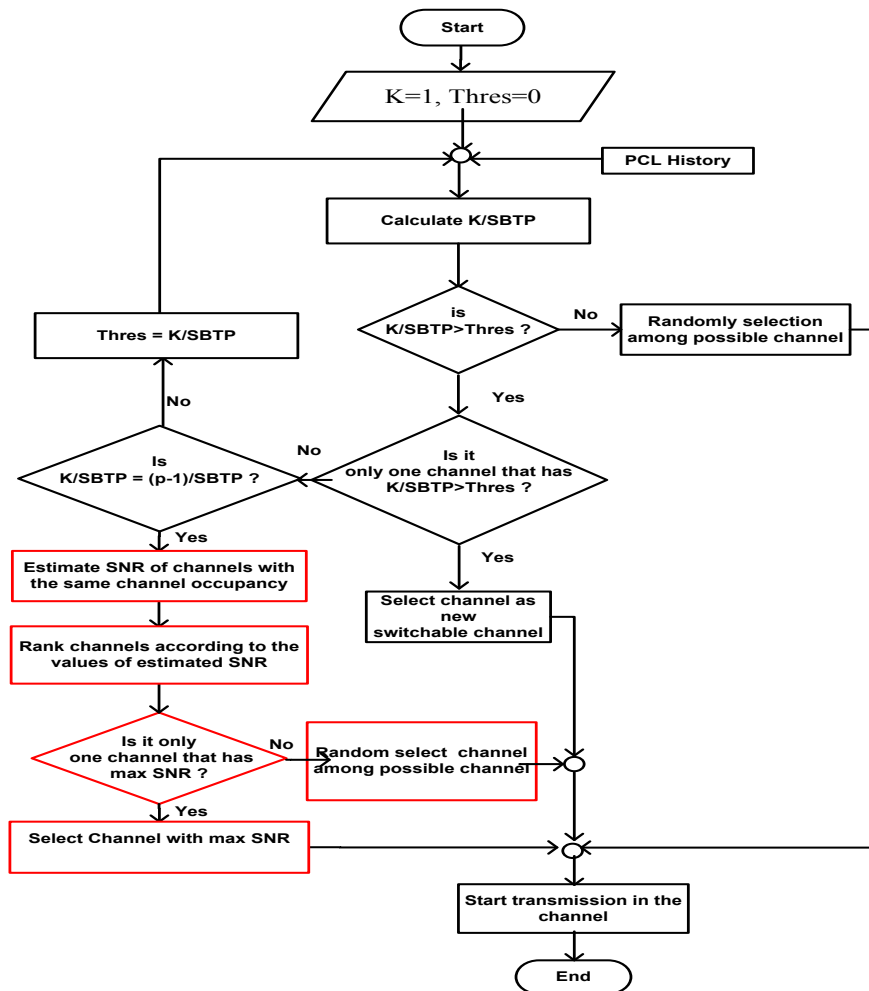 Start
K=1, Thres=0
PCL History
Calculate K/SBTP
is
K/SBTP>Thres ?
No
Randomly selection
among possible channel
Thres = K/SBTP
Yes
No
Is it
only one channel that has
K/SBTP>Thres ?
No
Is
K/SBTP = (p-1)/SBTP ?
Yes
Yes
Estimate SNR of channels with
the same channel occupancy
Select channel as
new
switchable channel
Rank channels according to the
values of estimated SNR
Is it only
one channel that has
max SNR ?
No
Random select channel
among possible channel
Yes
Select Channel with max SNR
Start transmission in the
channel
End